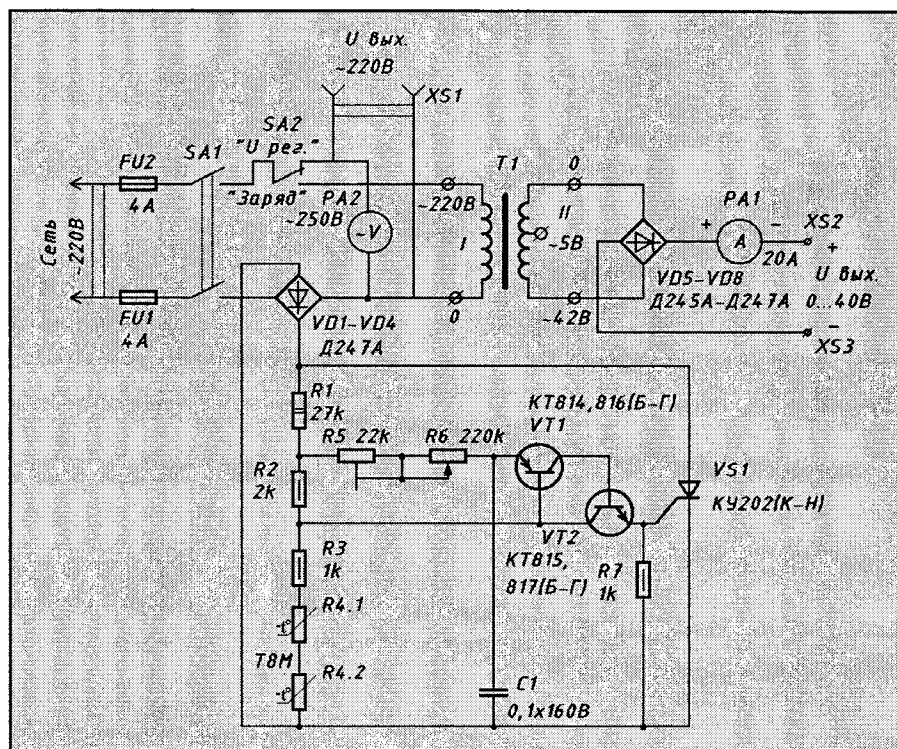 U вых.
~220В
XS1
SA2
"U рег."
SA1
FU2
4А
"Заряд"
PA2
~250В
~V
Сеть
~220В
FU1
4А
~220В
I
0
T1
0
II
~5В
~42В
VD1-VD4
Д247А
VD5-VD8
Д245А-Д247А
PA1
+
-
A
20А
XS2
+
U вых.
0...40В
-
XS3
R1
27k
R5 22k
R6 220k
R2
2k
КТ814,816(Б-Г)
VT1
VS1
КУ202(К-Н)
VT2
КТ815,
817(Б-Г)
R7
1k
R3
1k
R4.1
-t°
Т8М
R4.2
-t°
C1
0,1x160В